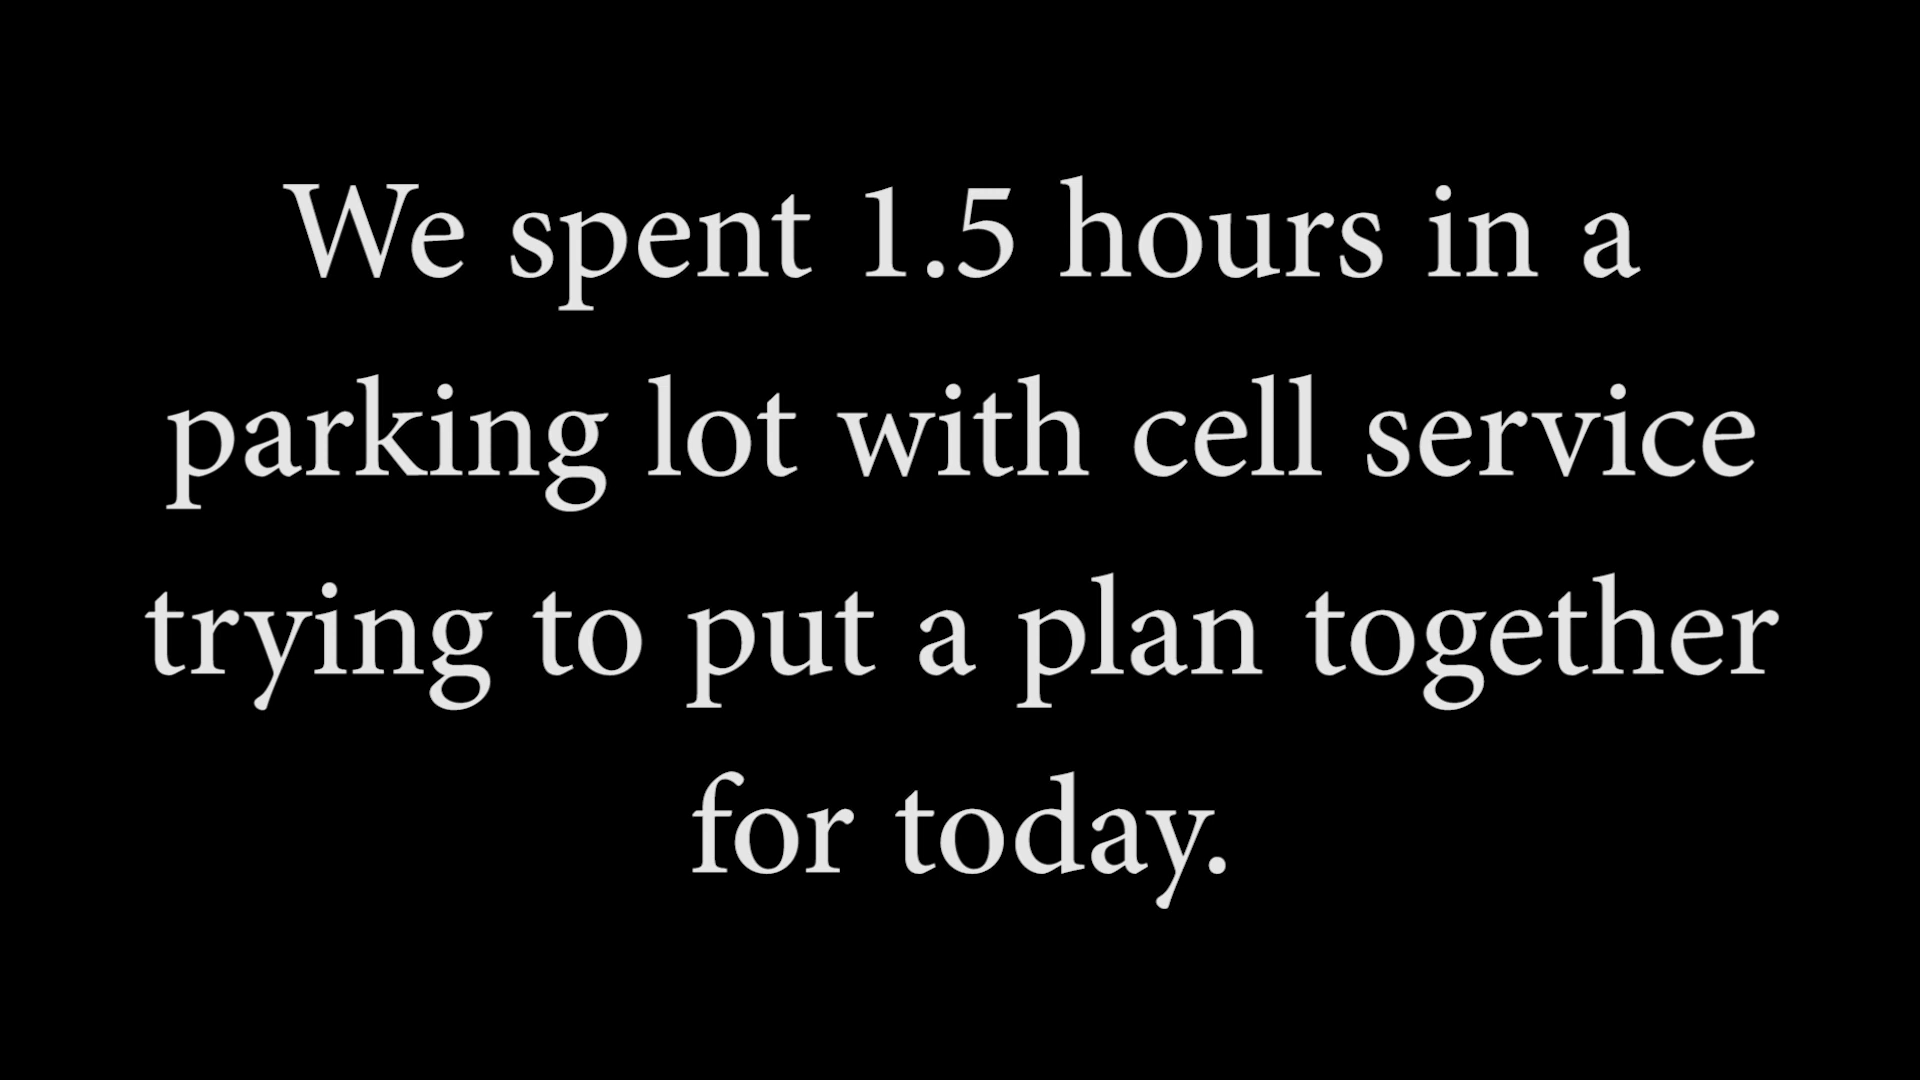 We spent 1.5 hours in a
parking lot with cell service
trying to put a plan together
for today.